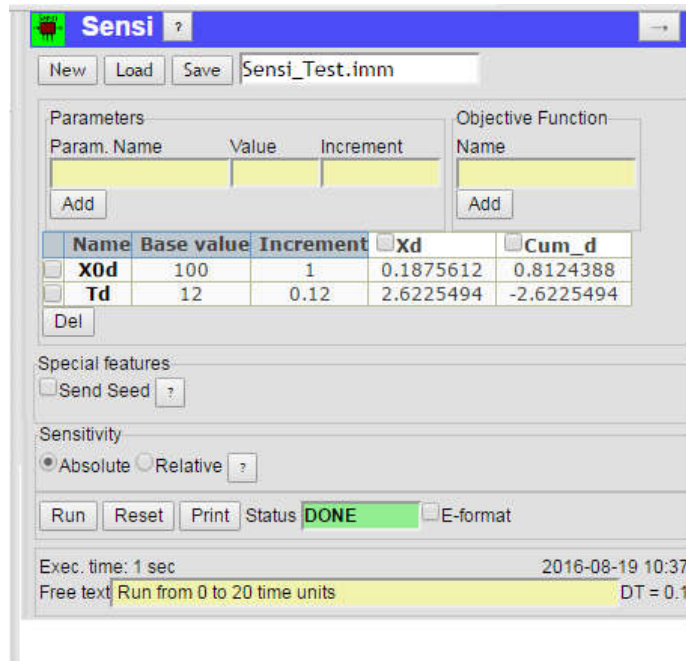 SENSI Sensi ? →
New Load Save Sensi_Test.imm
Parameters Objective Function
Param. Name Value Increment Name
Add Add
Name Base value Increment Xd Cum_d
X0d 100 1 0.1875612 0.8124388
Td 12 0.12 2.6225494 -2.6225494
Del
Special features
Send Seed ?
Sensitivity
Absolute Relative ?
Run Reset Print Status DONE E-format
Exec. time: 1 sec 2016-08-19 10:37
Free text Run from 0 to 20 time units DT = 0.1